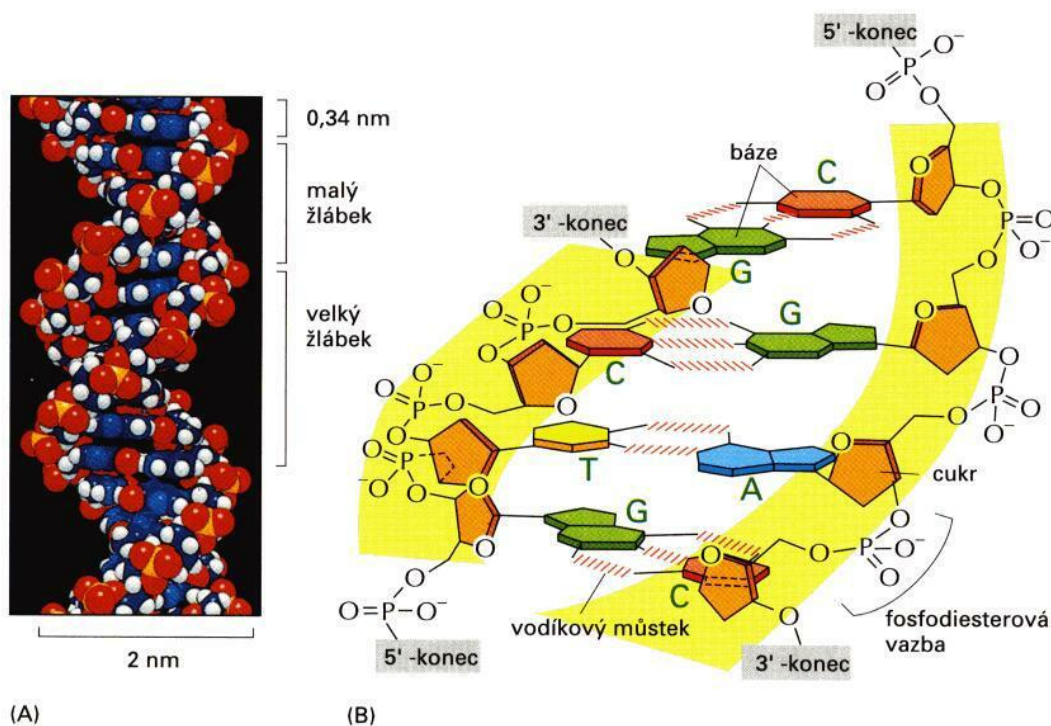 0,34 nm
malý
žlábek
velký
žlábek
2 nm
(A)
5' -konec
O⁻
P
O
O
báze
C
O
3' -konec
O
G
O
O
P=O
O⁻
O
O⁻
O=P
O
O
G
C
O
O
O⁻
O=P
O
O
O
P=O
O⁻
O
O=P
⁻O
O
O
T
A
O
cukr
G
O
O
O
P
O⁻
O
O
C
O=P
O⁻
O
vodíkový můstek
fosfodiesterová
vazba
5' -konec
3' -konec
(B)